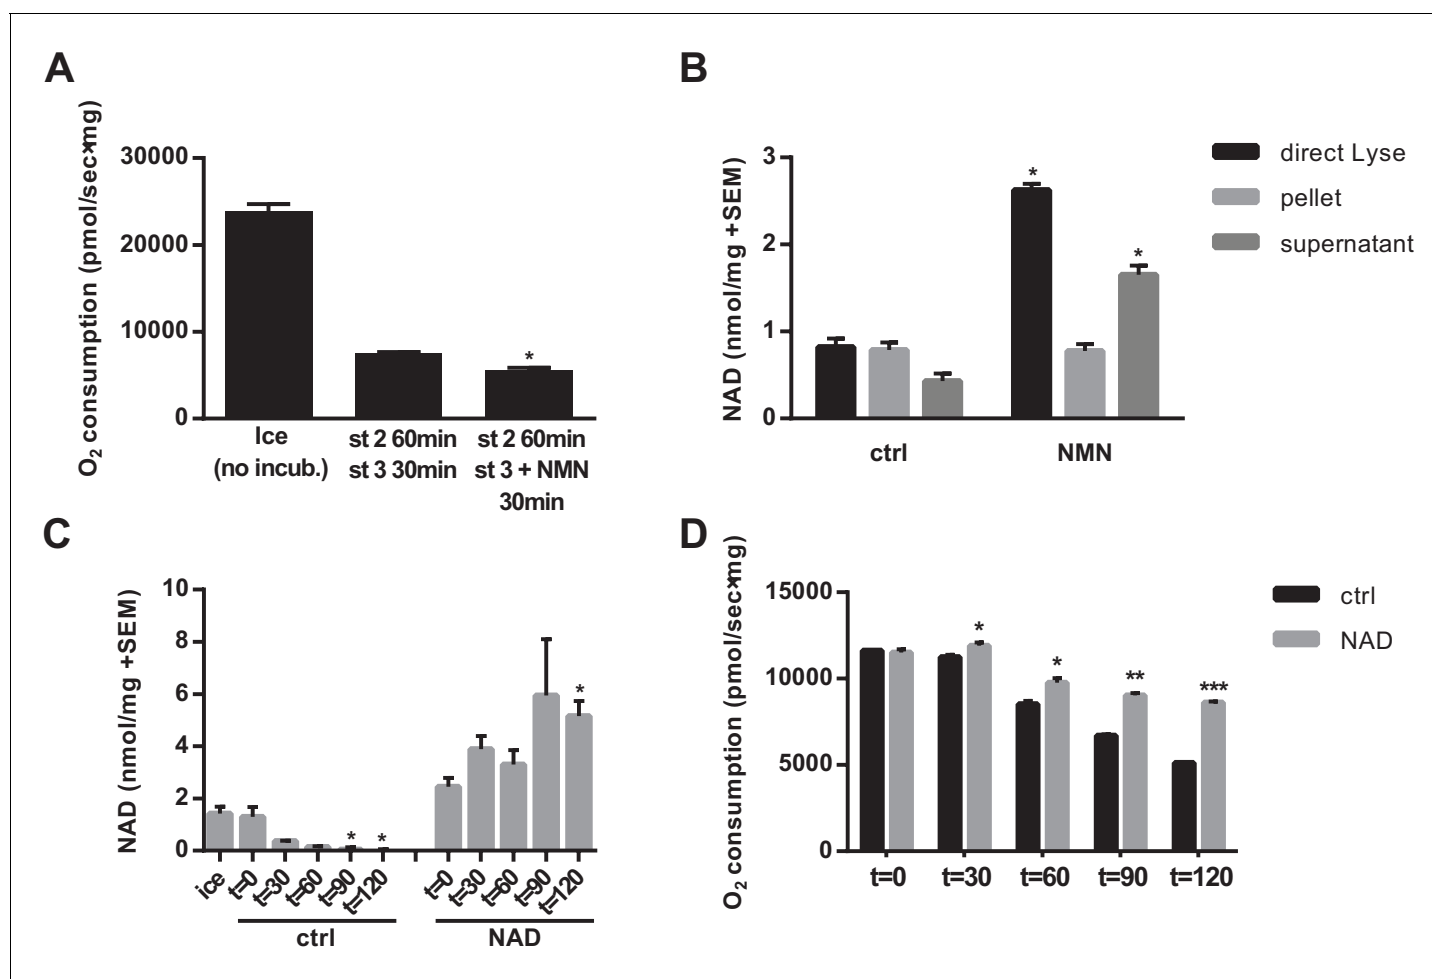 A
O₂ consumption (pmol/sec×mg)
30000
20000
10000
0
*
Ice
(no incub.)
st 2 60min
st 3 30min
st 2 60min
st 3 + NMN
30min
B
NAD (nmol/mg +SEM)
3
2
1
0
*
*
ctrl
NMN
direct Lyse
pellet
supernatant
C
NAD (nmol/mg +SEM)
10
8
6
4
2
0
*
*
*
ice
t=0
t=30
t=60
t=90
t=120
t=0
t=30
t=60
t=90
t=120
ctrl
NAD
D
O₂ consumption (pmol/sec×mg)
15000
10000
5000
0
*
*
**
***
t=0
t=30
t=60
t=90
t=120
ctrl
NAD